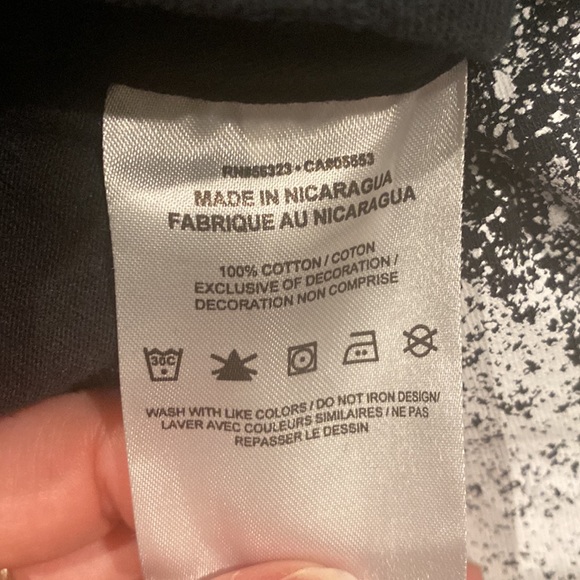 RN#56323 • CA#05553
MADE IN NICARAGUA
FABRIQUE AU NICARAGUA
100% COTTON / COTON
EXCLUSIVE OF DECORATION /
DECORATION NON COMPRISE
30C
WASH WITH LIKE COLORS / DO NOT IRON DESIGN/
LAVER AVEC COULEURS SIMILAIRES / NE PAS
REPASSER LE DESSIN